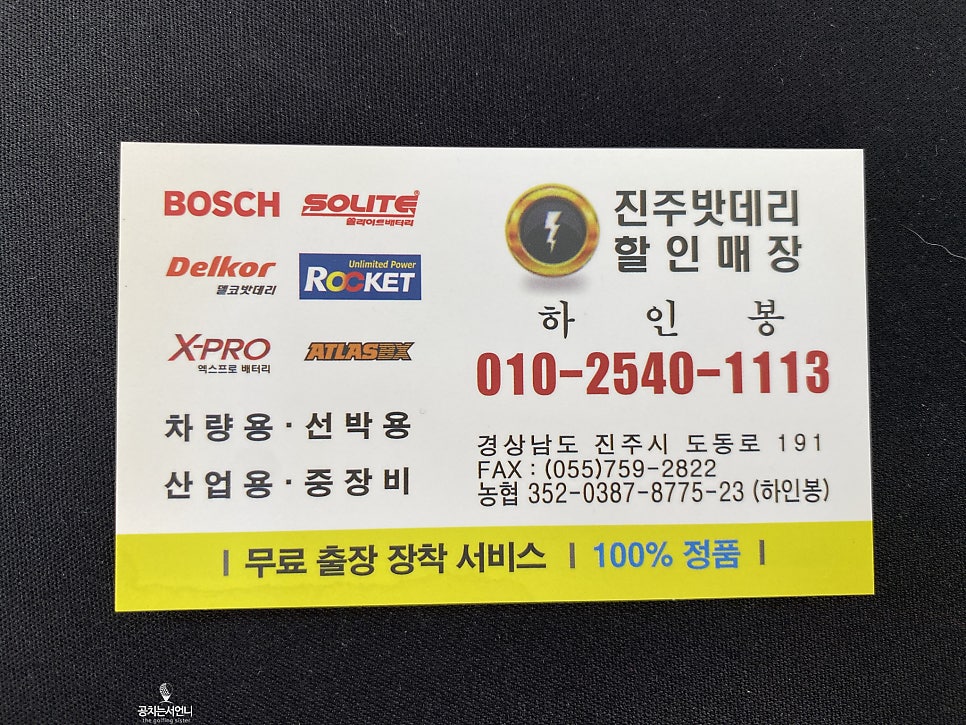 BOSCH
SOLITE
쏠라이트배터리
Delkor
델코밧데리
Unlimited Power
ROCKET
X-PRO
엑스프로 배터리
ATLASBX
차량용·선박용
산업용·중장비
진주밧데리
할인매장
하인봉
010-2540-1113
경상남도 진주시 도동로 191
FAX : (055)759-2822
농협 352-0387-8775-23 (하인봉)
| 무료 출장 장착 서비스 | 100% 정품 |
공치는서언니
the golfing sister